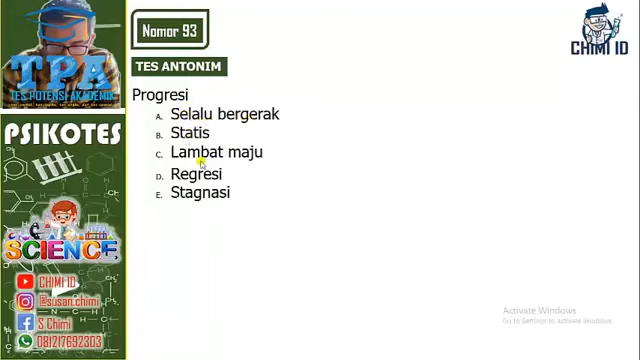 Nomor 93
CHIMI ID
TPA
TES POTENSI AKADEMIK
TES ANTONIM
Progresi
A. Selalu bergerak
B. Statis
C. Lambat maju
D. Regresi
E. Stagnasi
PSIKOTES
SCIENCE
CHIMI ID
@susan.chimi
S Chimi
081217692303
Activate Windows
Go to Settings to activate Windows.